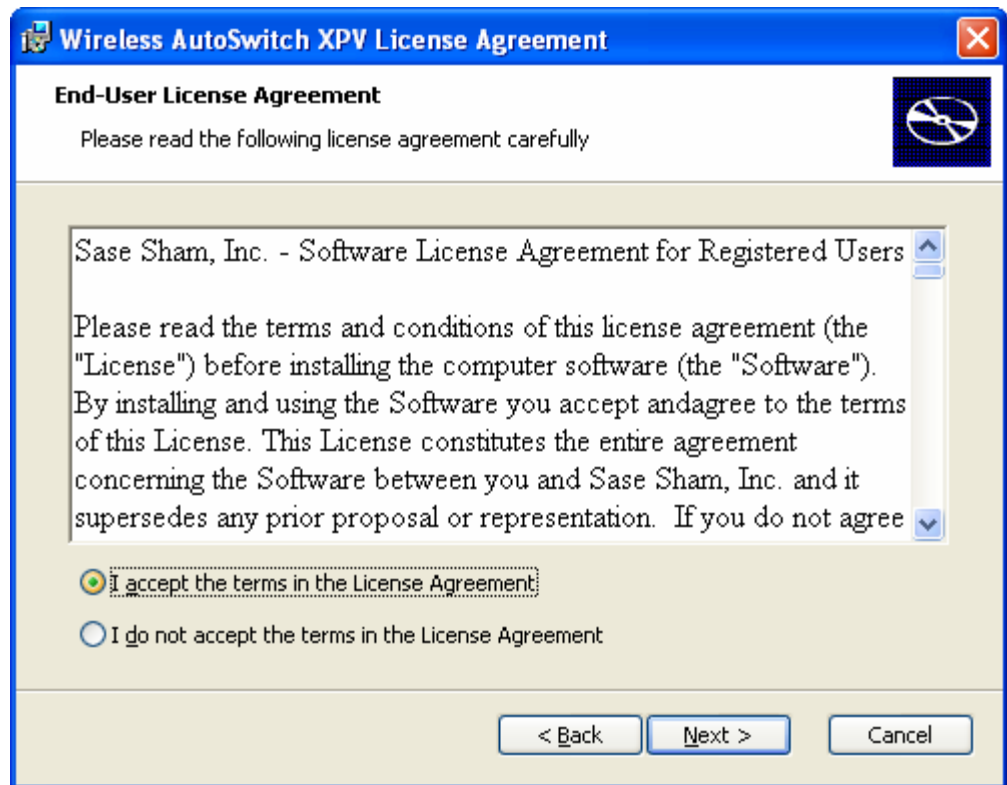 Wireless AutoSwitch XPV License Agreement
End-User License Agreement
Please read the following license agreement carefully
Sase Sham, Inc. - Software License Agreement for Registered Users
Please read the terms and conditions of this license agreement (the
"License") before installing the computer software (the "Software").
By installing and using the Software you accept andagree to the terms
of this License. This License constitutes the entire agreement
concerning the Software between you and Sase Sham, Inc. and it
supersedes any prior proposal or representation.  If you do not agree
I accept the terms in the License Agreement
I do not accept the terms in the License Agreement
< Back
Next >
Cancel